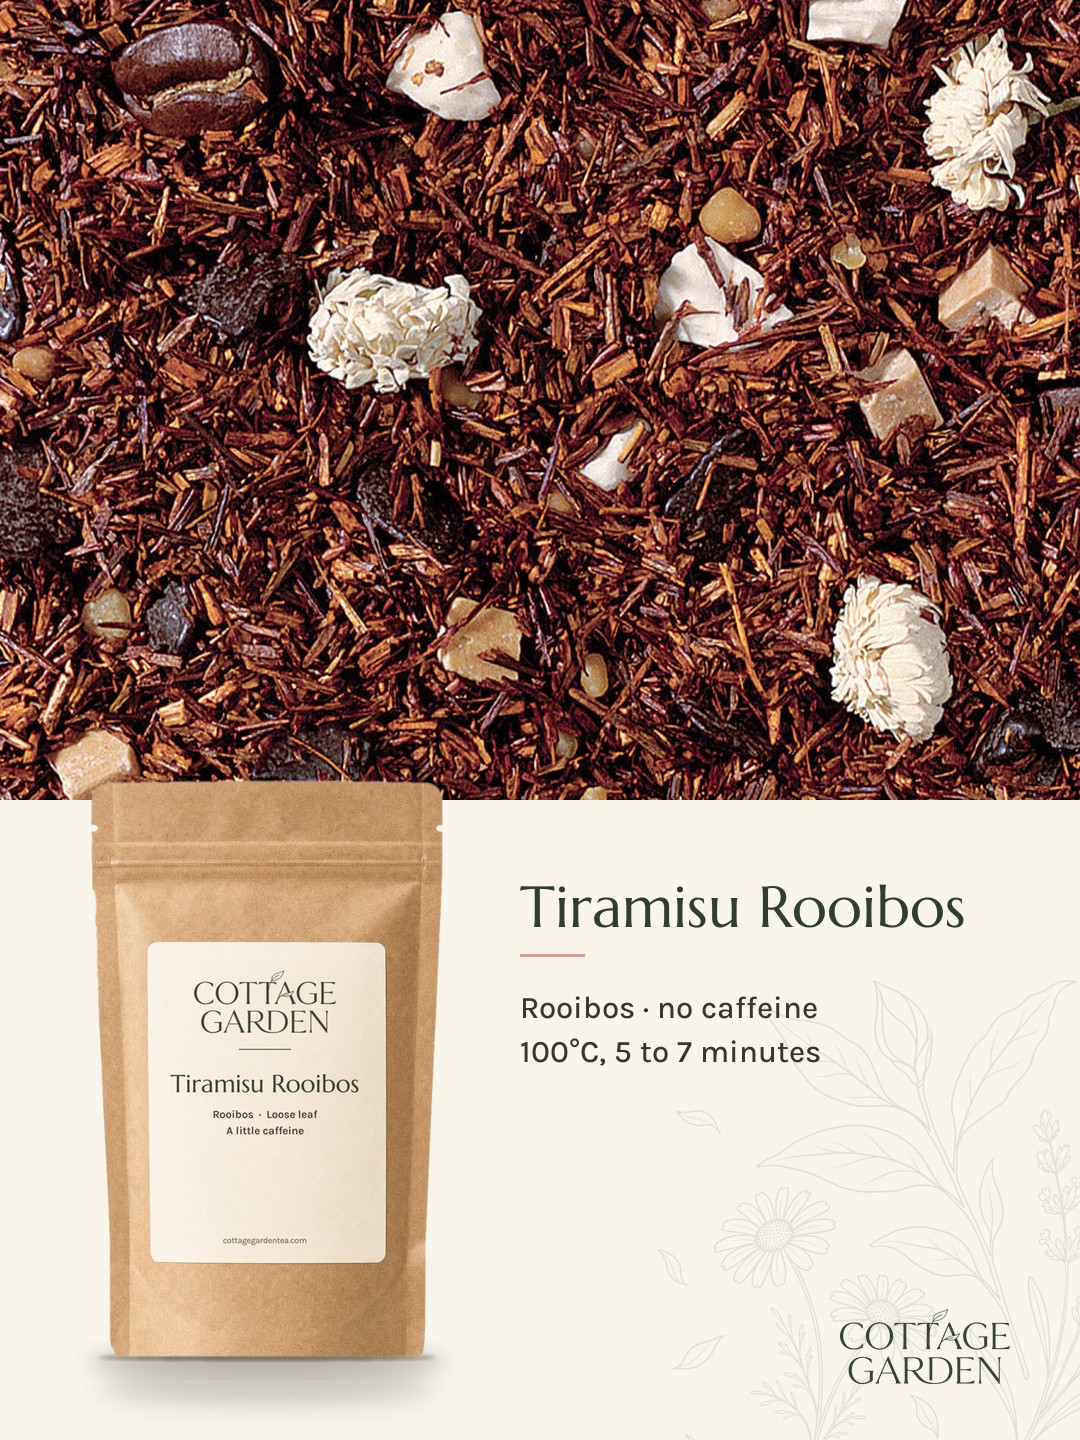 COTTAGE
GARDEN
Tiramisu Rooibos
Rooibos · Loose leaf
A little caffeine
cottagegardentea.com
Tiramisu Rooibos
Rooibos · no caffeine
100°C, 5 to 7 minutes
COTTAGE
GARDEN